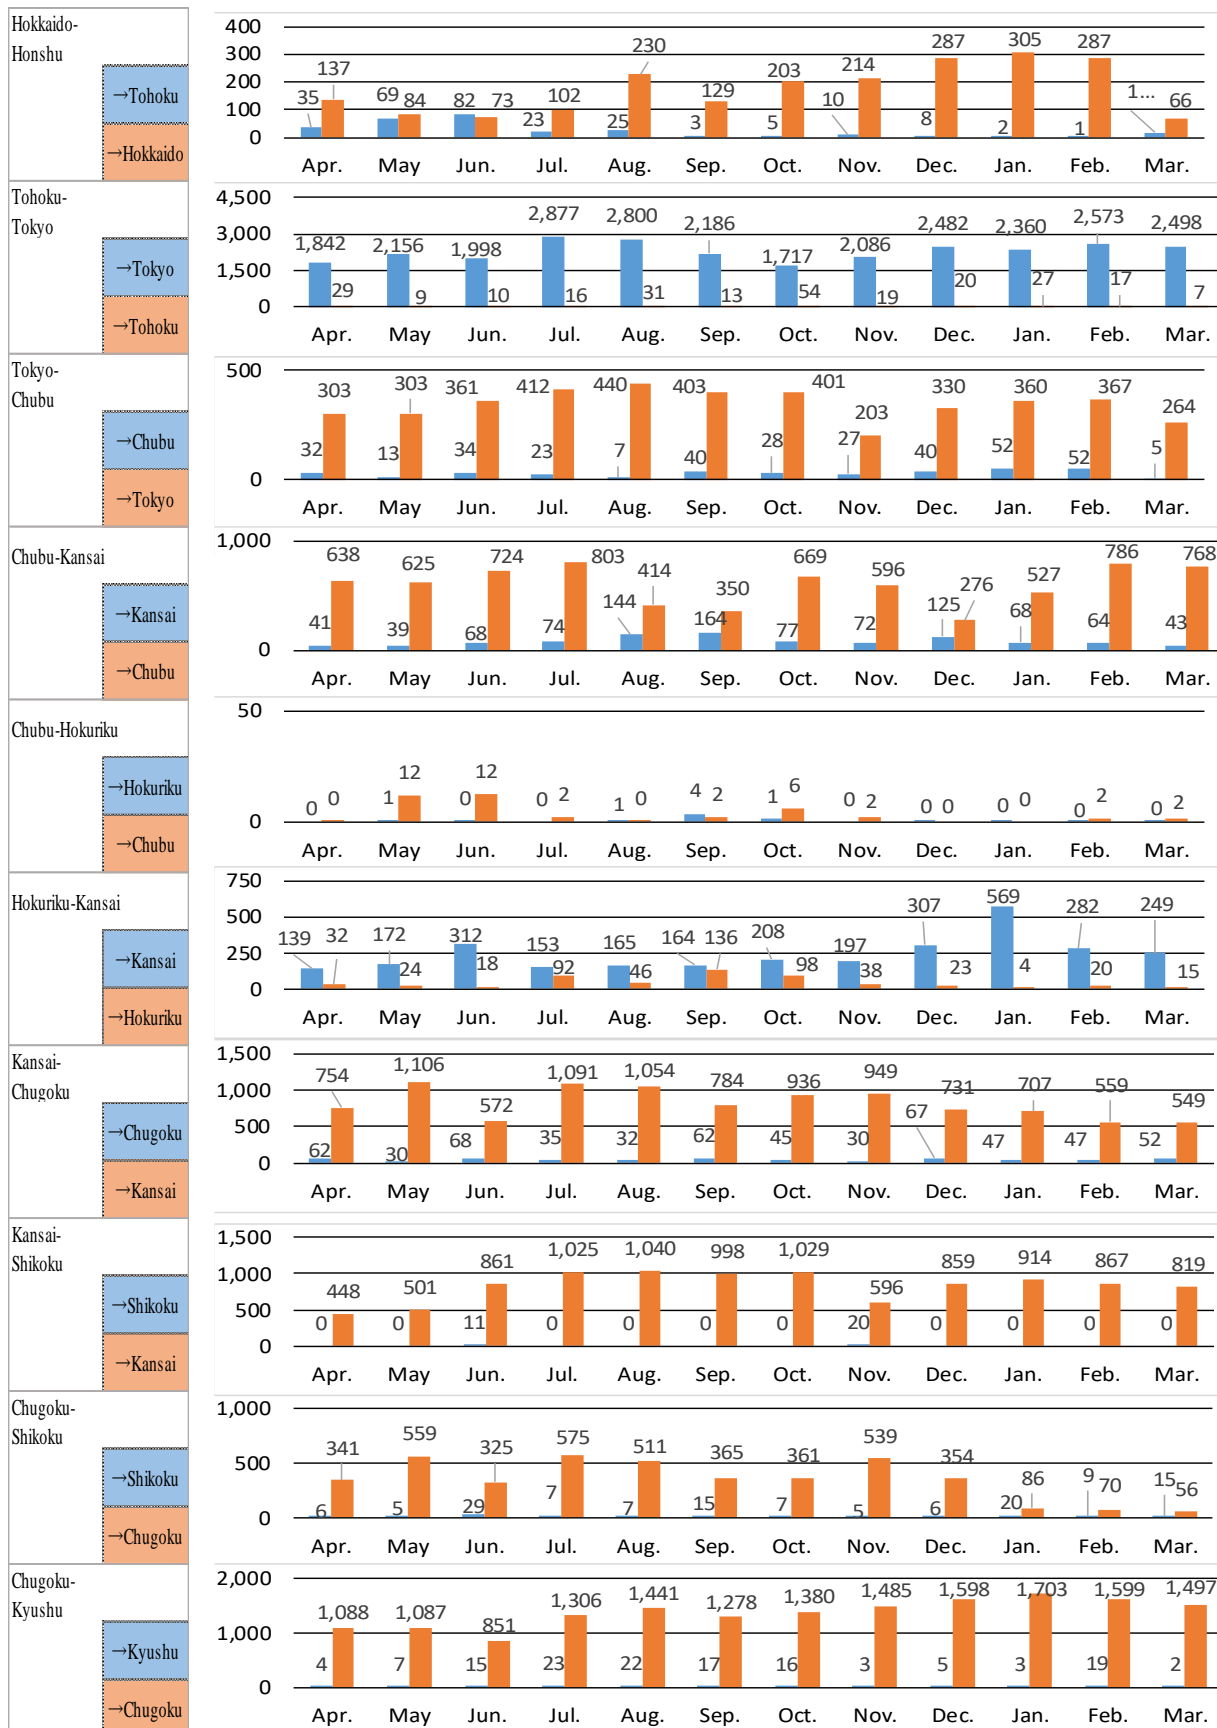 Hokkaido-
Honshu
→Tohoku
→Hokkaido
400
300
200
100
0
35 69 82 23 25 3 5 10 8 2 1 1...
137 84 73 102 230 129 203 214 287 305 287 66
Apr. May Jun. Jul. Aug. Sep. Oct. Nov. Dec. Jan. Feb. Mar.
Tohoku-
Tokyo
→Tokyo
→Tohoku
4,500
3,000
1,500
0
1,842 2,156 1,998 2,877 2,800 2,186 1,717 2,086 2,482 2,360 2,573 2,498
29 9 10 16 31 13 54 19 20 27 17 7
Apr. May Jun. Jul. Aug. Sep. Oct. Nov. Dec. Jan. Feb. Mar.
Tokyo-
Chubu
→Chubu
→Tokyo
500
0
303 303 361 412 440 403 401 203 330 360 367 264
32 13 34 23 7 40 28 27 40 52 52 5
Apr. May Jun. Jul. Aug. Sep. Oct. Nov. Dec. Jan. Feb. Mar.
Chubu-Kansai
→Kansai
→Chubu
1,000
0
638 625 724 803 414 350 669 596 276 527 786 768
41 39 68 74 144 164 77 72 125 68 64 43
Apr. May Jun. Jul. Aug. Sep. Oct. Nov. Dec. Jan. Feb. Mar.
Chubu-Hokuriku
→Hokuriku
→Chubu
50
0
0 1 0 0 1 4 1 0 0 0 0 0
0 12 12 2 0 2 6 2 0 0 2 2
Apr. May Jun. Jul. Aug. Sep. Oct. Nov. Dec. Jan. Feb. Mar.
Hokuriku-Kansai
→Kansai
→Hokuriku
750
500
250
0
139 172 312 153 165 164 208 197 307 569 282 249
32 24 18 92 46 136 98 38 23 4 20 15
Apr. May Jun. Jul. Aug. Sep. Oct. Nov. Dec. Jan. Feb. Mar.
Kansai-
Chugoku
→Chugoku
→Kansai
1,500
1,000
500
0
754 1,106 572 1,091 1,054 784 936 949 731 707 559 549
62 30 68 35 32 62 45 30 67 47 47 52
Apr. May Jun. Jul. Aug. Sep. Oct. Nov. Dec. Jan. Feb. Mar.
Kansai-
Shikoku
→Shikoku
→Kansai
1,500
1,000
500
0
448 501 861 1,025 1,040 998 1,029 596 859 914 867 819
0 0 11 0 0 0 0 20 0 0 0 0
Apr. May Jun. Jul. Aug. Sep. Oct. Nov. Dec. Jan. Feb. Mar.
Chugoku-
Shikoku
→Shikoku
→Chugoku
1,000
500
0
341 559 325 575 511 365 361 539 354 86 70 56
6 5 29 7 7 15 7 5 6 20 9 15
Apr. May Jun. Jul. Aug. Sep. Oct. Nov. Dec. Jan. Feb. Mar.
Chugoku-
Kyushu
→Kyushu
→Chugoku
2,000
1,000
0
1,088 1,087 851 1,306 1,441 1,278 1,380 1,485 1,598 1,703 1,599 1,497
4 7 15 23 22 17 16 3 5 3 19 2
Apr. May Jun. Jul. Aug. Sep. Oct. Nov. Dec. Jan. Feb. Mar.